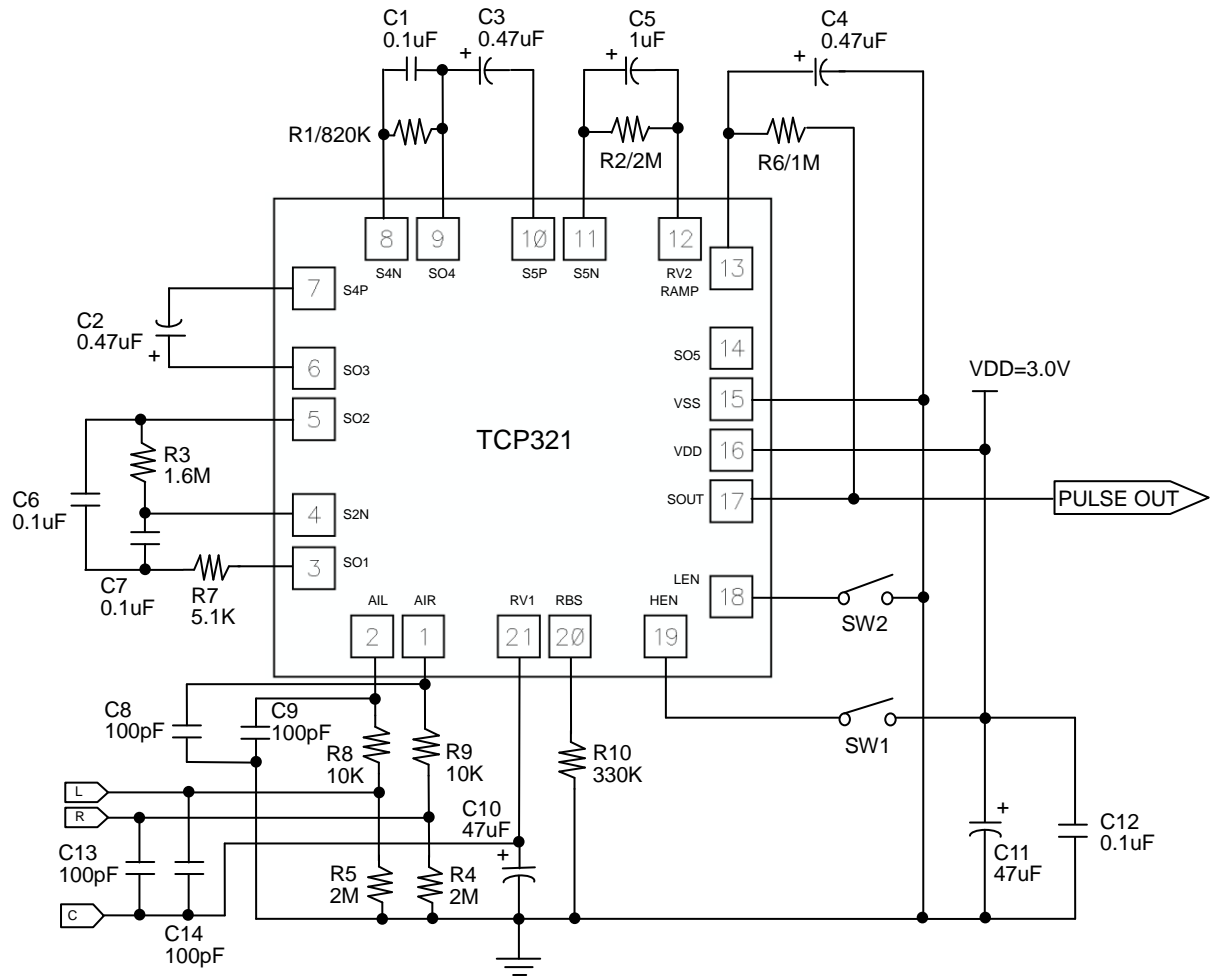 C1
0.1uF
C3
0.47uF
C5
1uF
C4
0.47uF
+
+
+
R1/820K
R2/2M
R6/1M
8
9
10
11
12
13
S4N
SO4
S5P
S5N
RV2
RAMP
7
S4P
C2
0.47uF
+
6
SO3
SO5
14
VDD=3.0V
5
SO2
VSS
15
TCP321
R3
1.6M
VDD
16
C6
0.1uF
SOUT
17
PULSE OUT
4
S2N
3
SO1
C7
0.1uF
R7
5.1K
LEN
18
SW2
AIL
AIR
RV1
RBS
HEN
2
1
21
20
19
C8
100pF
C9
100pF
R8
10K
R9
10K
R10
330K
SW1
L
R
C10
47uF
+
+
C12
0.1uF
C13
100pF
C11
47uF
R5
2M
R4
2M
C
C14
100pF